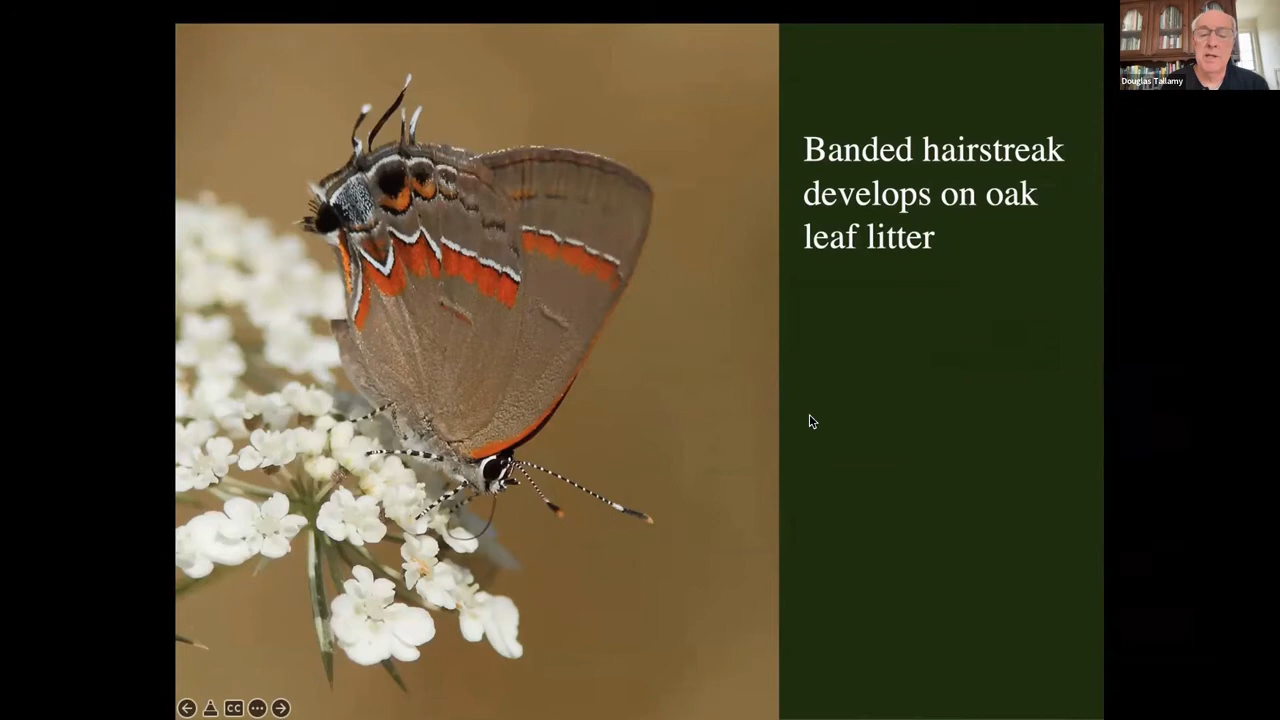 Banded hairstreak
develops on oak
leaf litter
Douglas Tallamy
CC